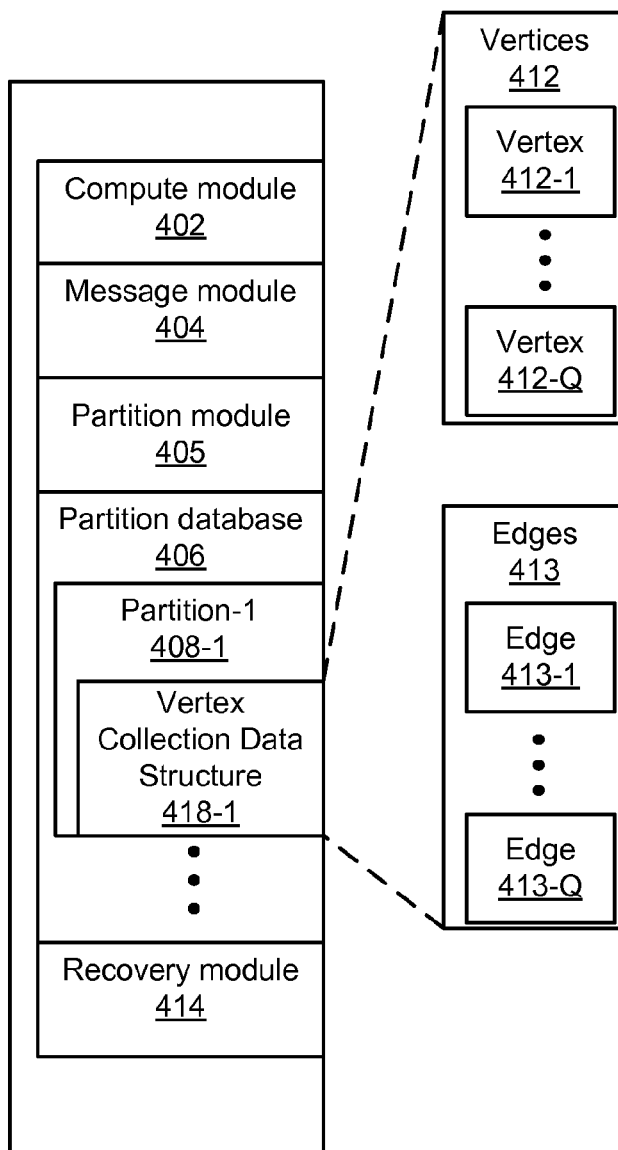 Compute module
402
Message module
404
Partition module
405
Partition database
406
Partition-1
408-1
Vertex
Collection Data
Structure
418-1
Recovery module
414
Vertices
412
Vertex
412-1
Vertex
412-Q
Edges
413
Edge
413-1
Edge
413-Q